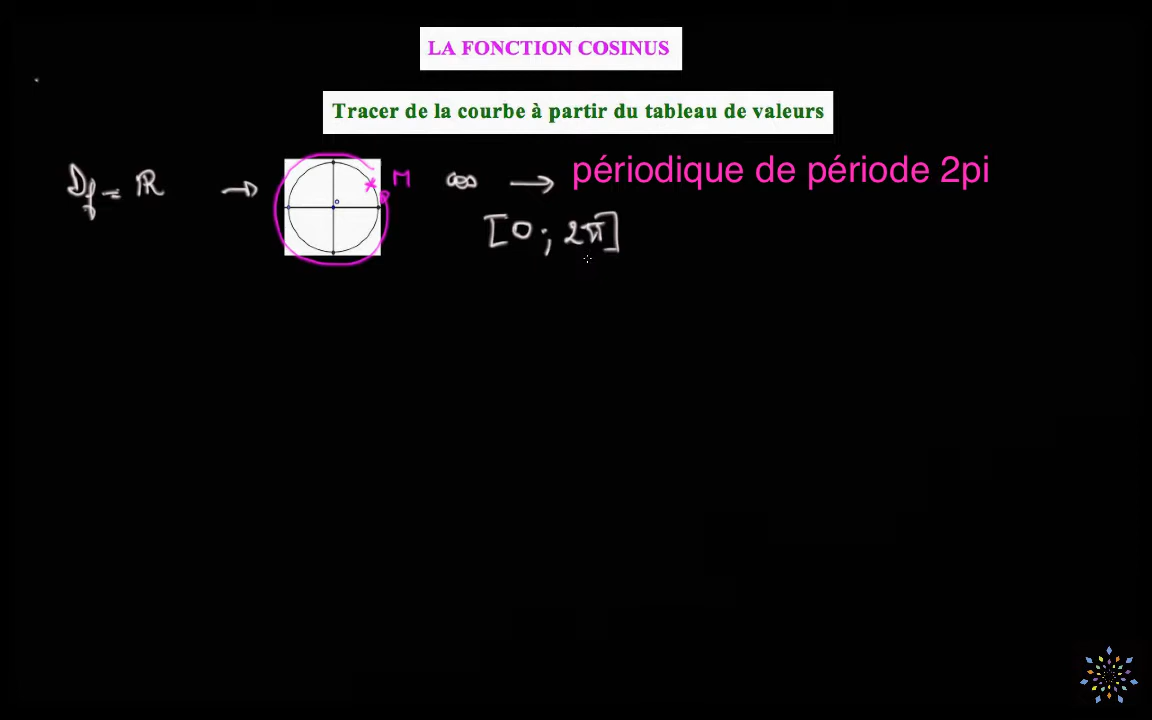 LA FONCTION COSINUS
Tracer de la courbe à partir du tableau de valeurs
Df = ℝ → o M cos → périodique de période 2pi
[0 ; 2π]